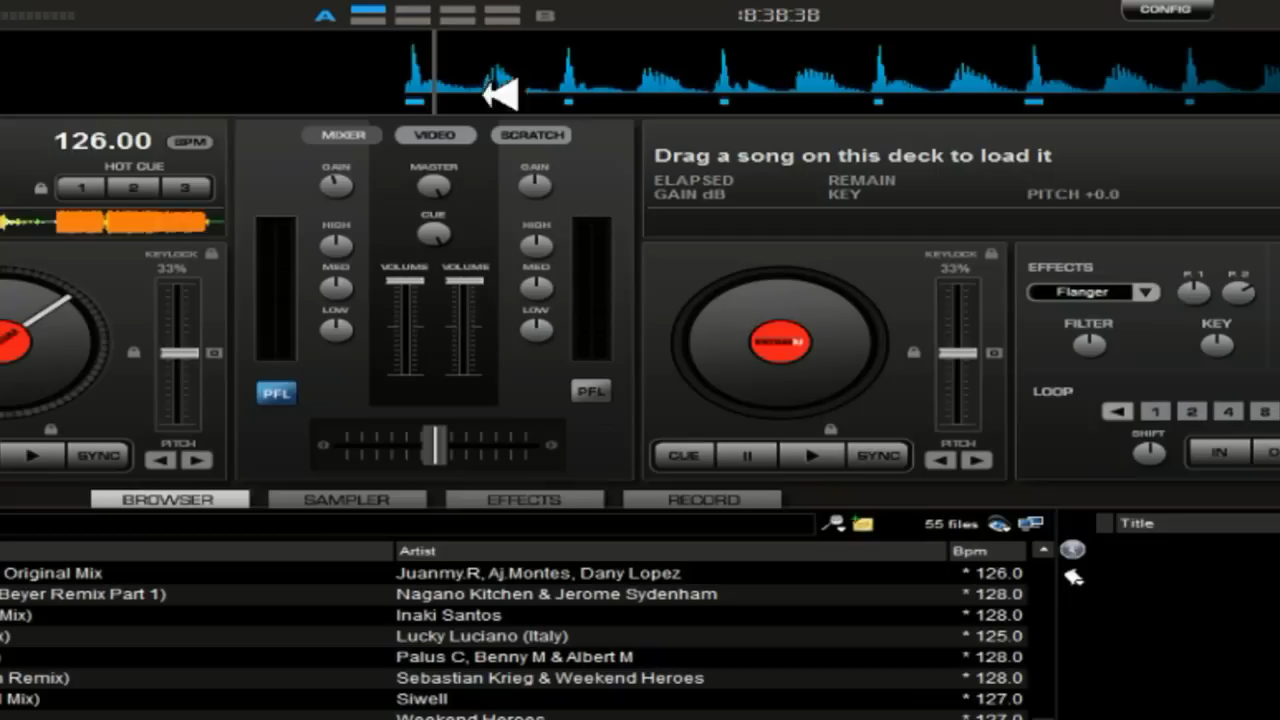 A B :8:38:38 CONFIG
126.00 BPM
HOT CUE
1 2 3
KEYLOCK
33%
SYNC
PITCH
MIXER VIDEO SCRATCH
GAIN MASTER GAIN
CUE
HIGH HIGH
MED VOLUME VOLUME MED
LOW LOW
PFL PFL
Drag a song on this deck to load it
ELAPSED REMAIN
GAIN dB KEY PITCH +0.0
KEYLOCK
33%
CUE SYNC
PITCH
EFFECTS P. 1 P. 2
Flanger
FILTER KEY
LOOP
1 2 4 8
SHIFT
IN
BROWSER SAMPLER EFFECTS RECORD
55 files Title
Artist Bpm
Original Mix Juanmy.R, Aj.Montes, Dany Lopez * 126.0
Beyer Remix Part 1) Nagano Kitchen & Jerome Sydenham * 128.0
Mix) Inaki Santos * 128.0
x) Lucky Luciano (Italy) * 125.0
) Palus C, Benny M & Albert M * 128.0
n Remix) Sebastian Krieg & Weekend Heroes * 128.0
l Mix) Siwell * 127.0
Weekend Heroes * 127.0